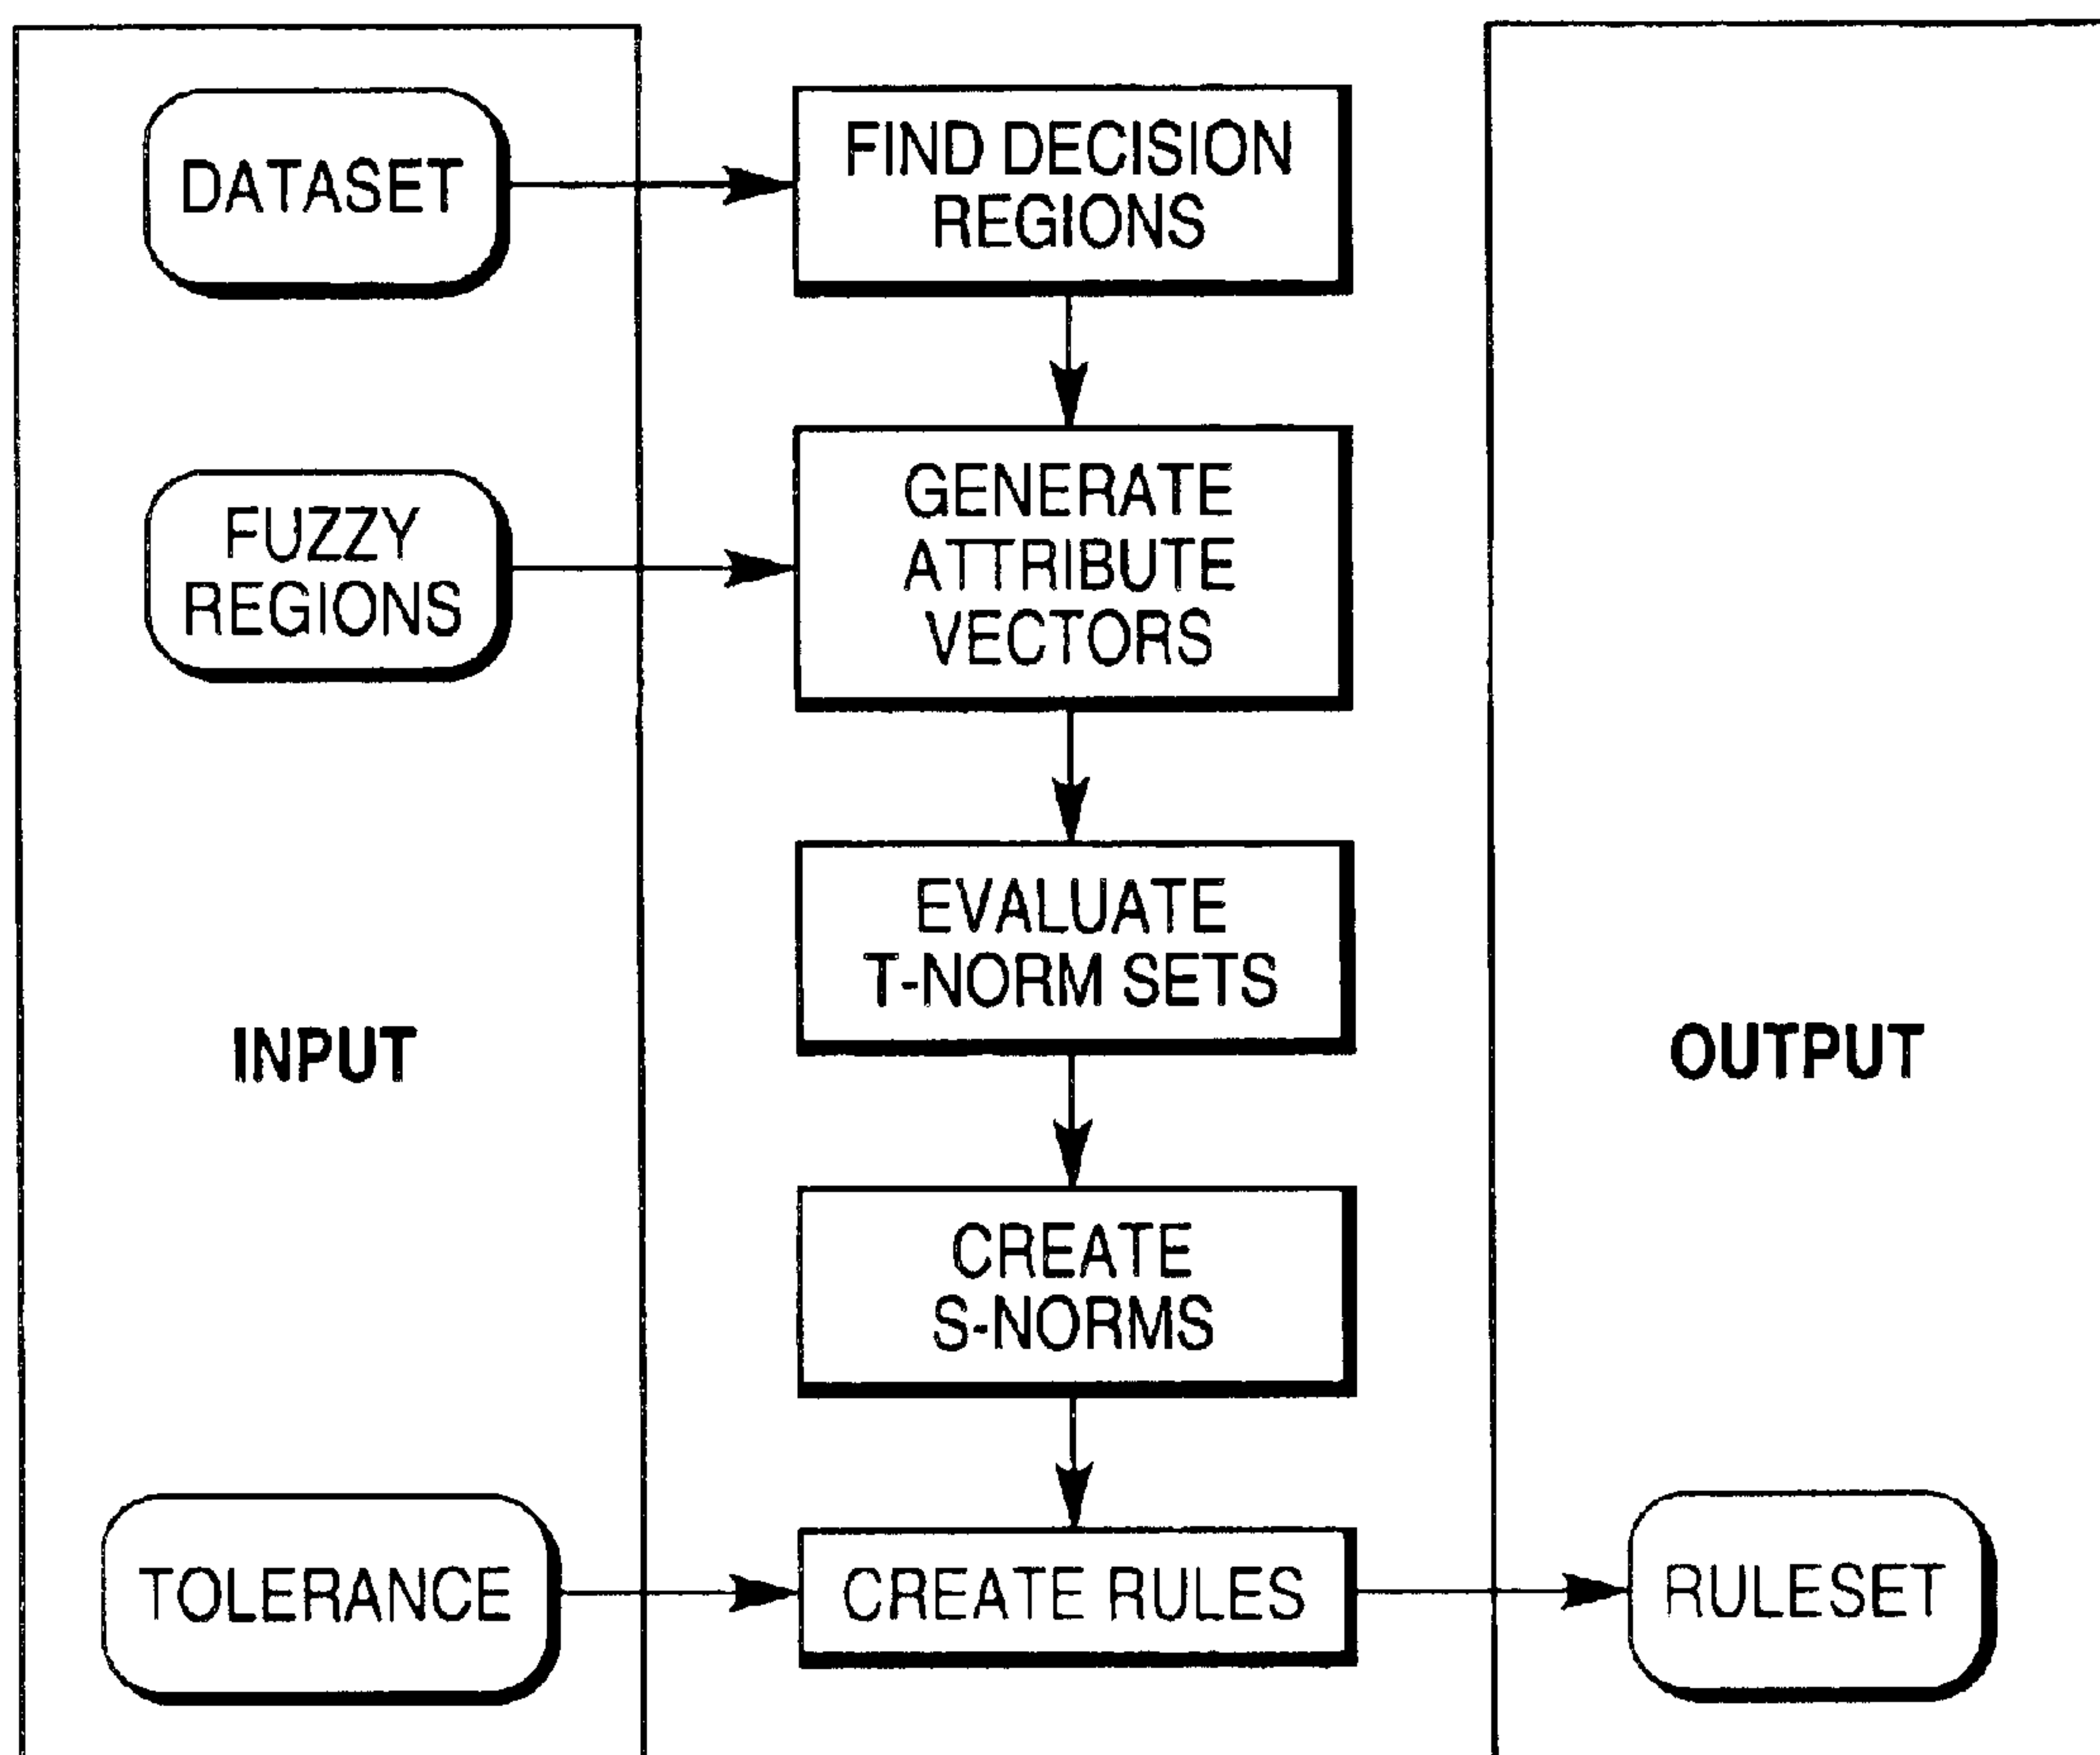 DATASET
FIND DECISION
REGIONS
FUZZY
REGIONS
GENERATE
ATTRIBUTE
VECTORS
EVALUATE
T-NORM SETS
INPUT
OUTPUT
CREATE
S-NORMS
TOLERANCE
CREATE RULES
RULESET